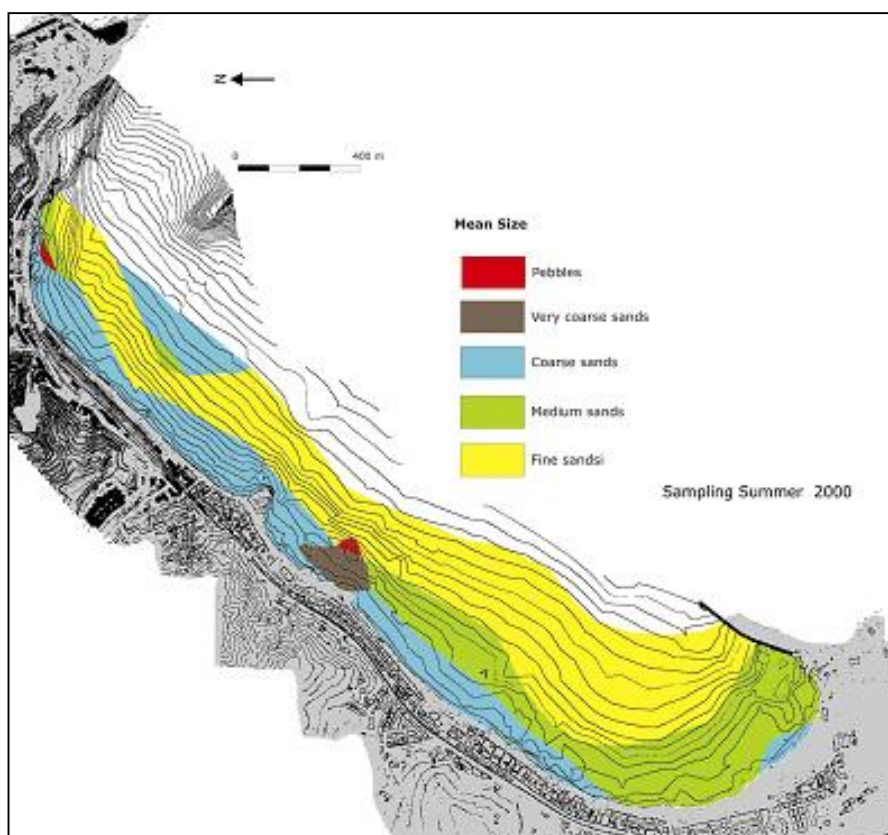 N
0 400 m
Mean Size
Pebbles
Very coarse sands
Coarse sands
Medium sands
Fine sandsi
Sampling Summer 2000